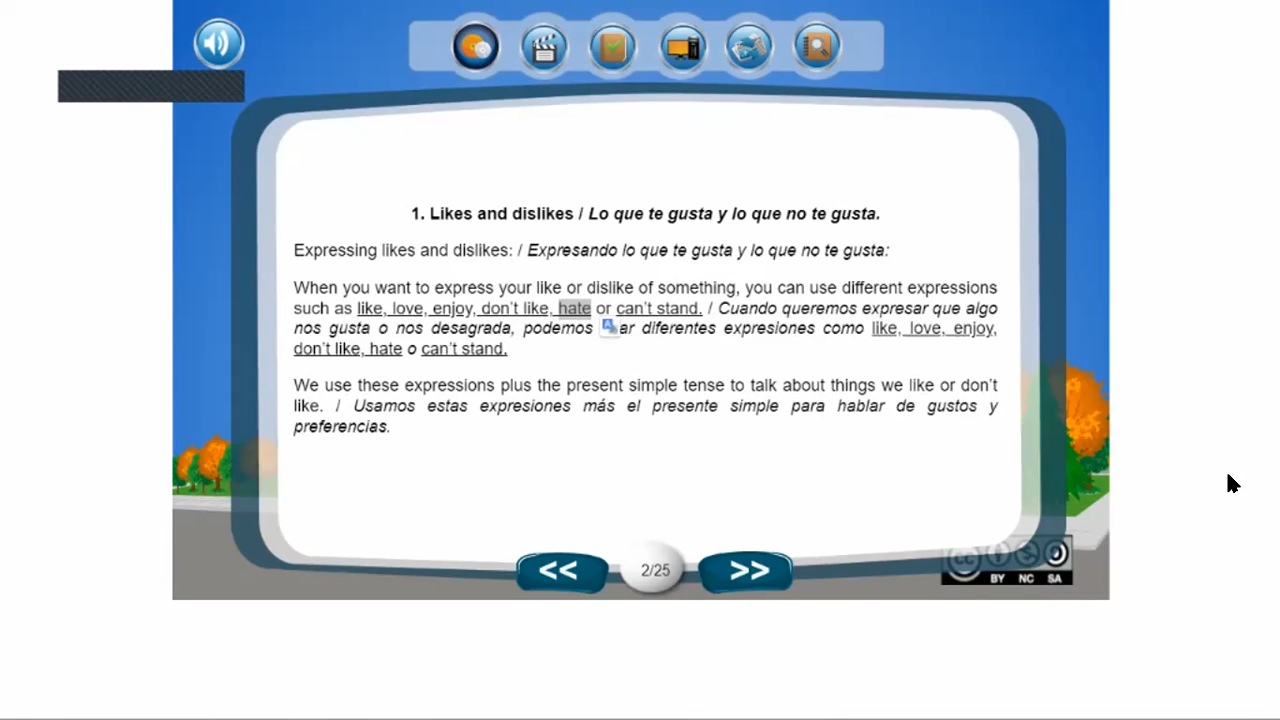 1. Likes and dislikes / Lo que te gusta y lo que no te gusta.
Expressing likes and dislikes: / Expresando lo que te gusta y lo que no te gusta:
When you want to express your like or dislike of something, you can use different expressions
such as like, love, enjoy, don't like, hate or can't stand. / Cuando queremos expresar que algo
nos gusta o nos desagrada, podemos ar diferentes expresiones como like, love, enjoy,
don't like, hate o can't stand.
We use these expressions plus the present simple tense to talk about things we like or don't
like. / Usamos estas expresiones más el presente simple para hablar de gustos y
preferencias.
<< 2/25 >>
BY NC SA